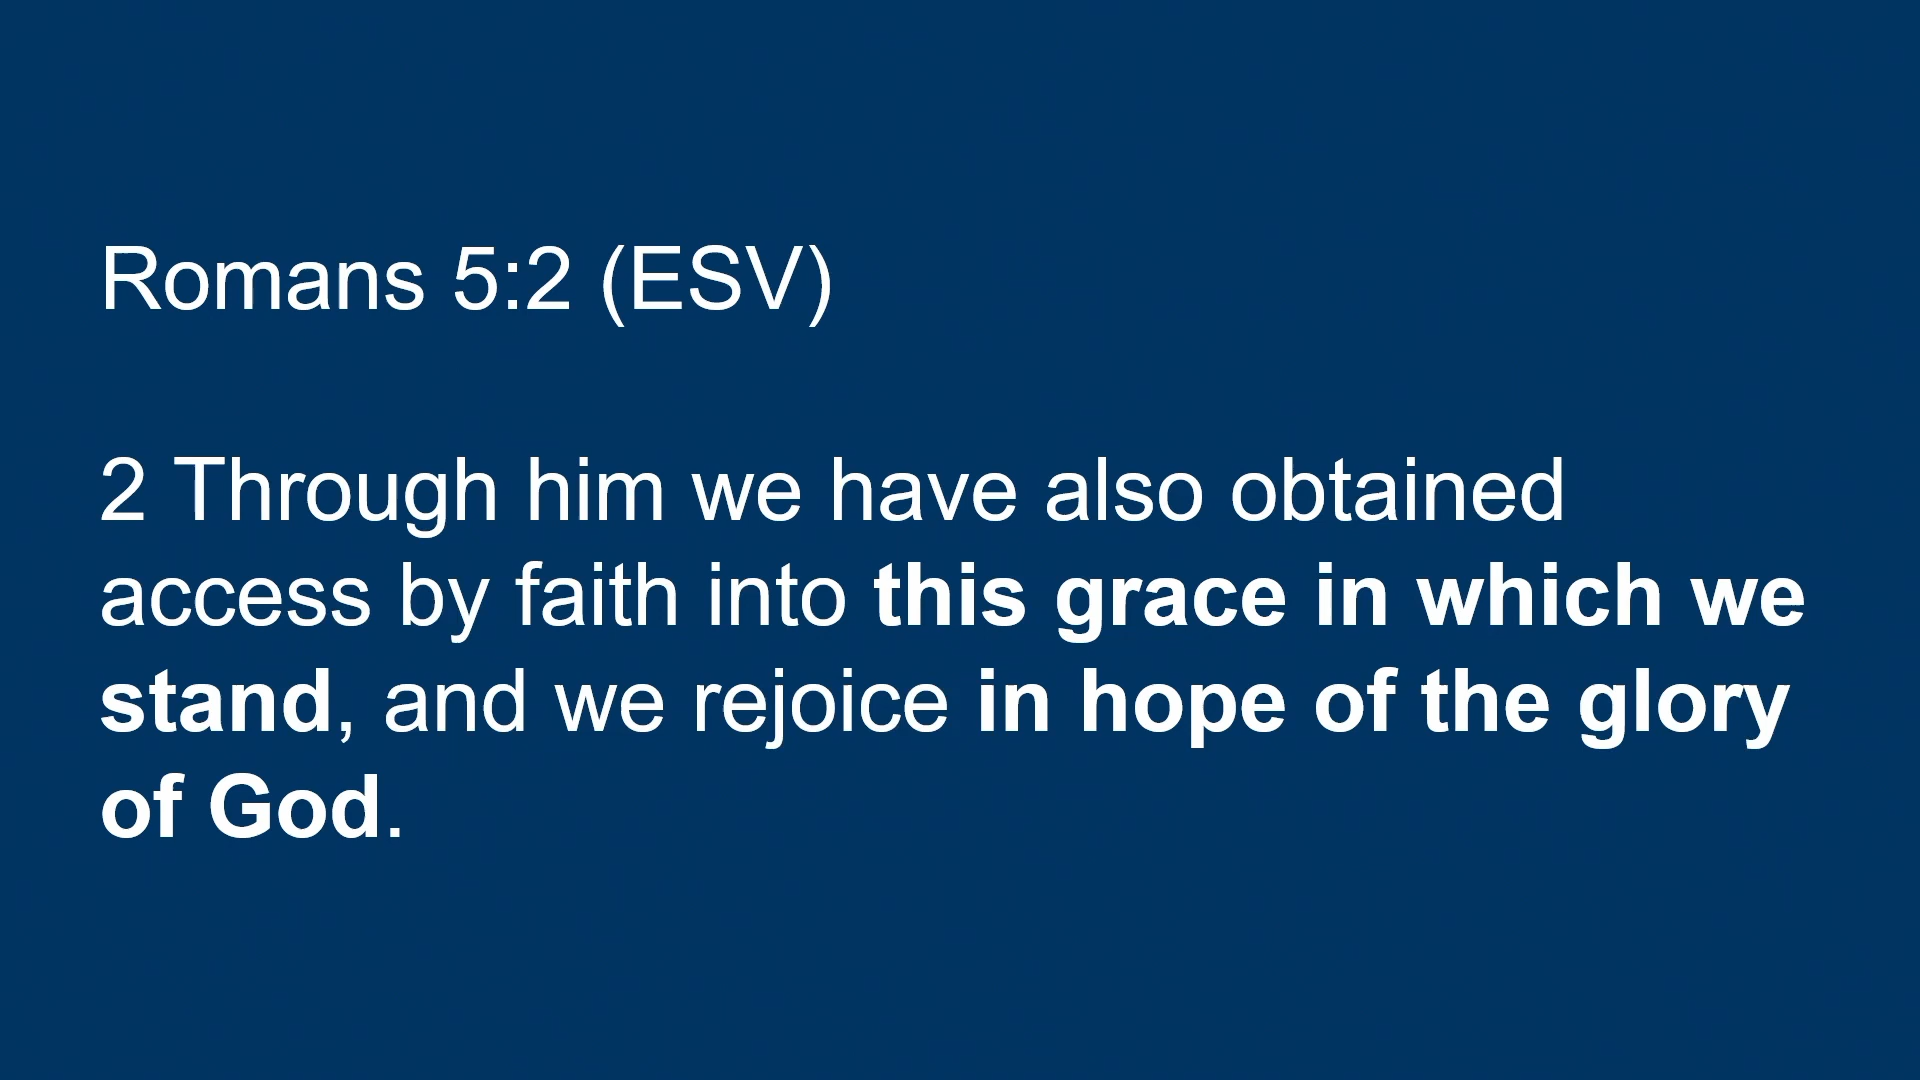 Romans 5:2 (ESV)
2 Through him we have also obtained
access by faith into this grace in which we
stand, and we rejoice in hope of the glory
of God.